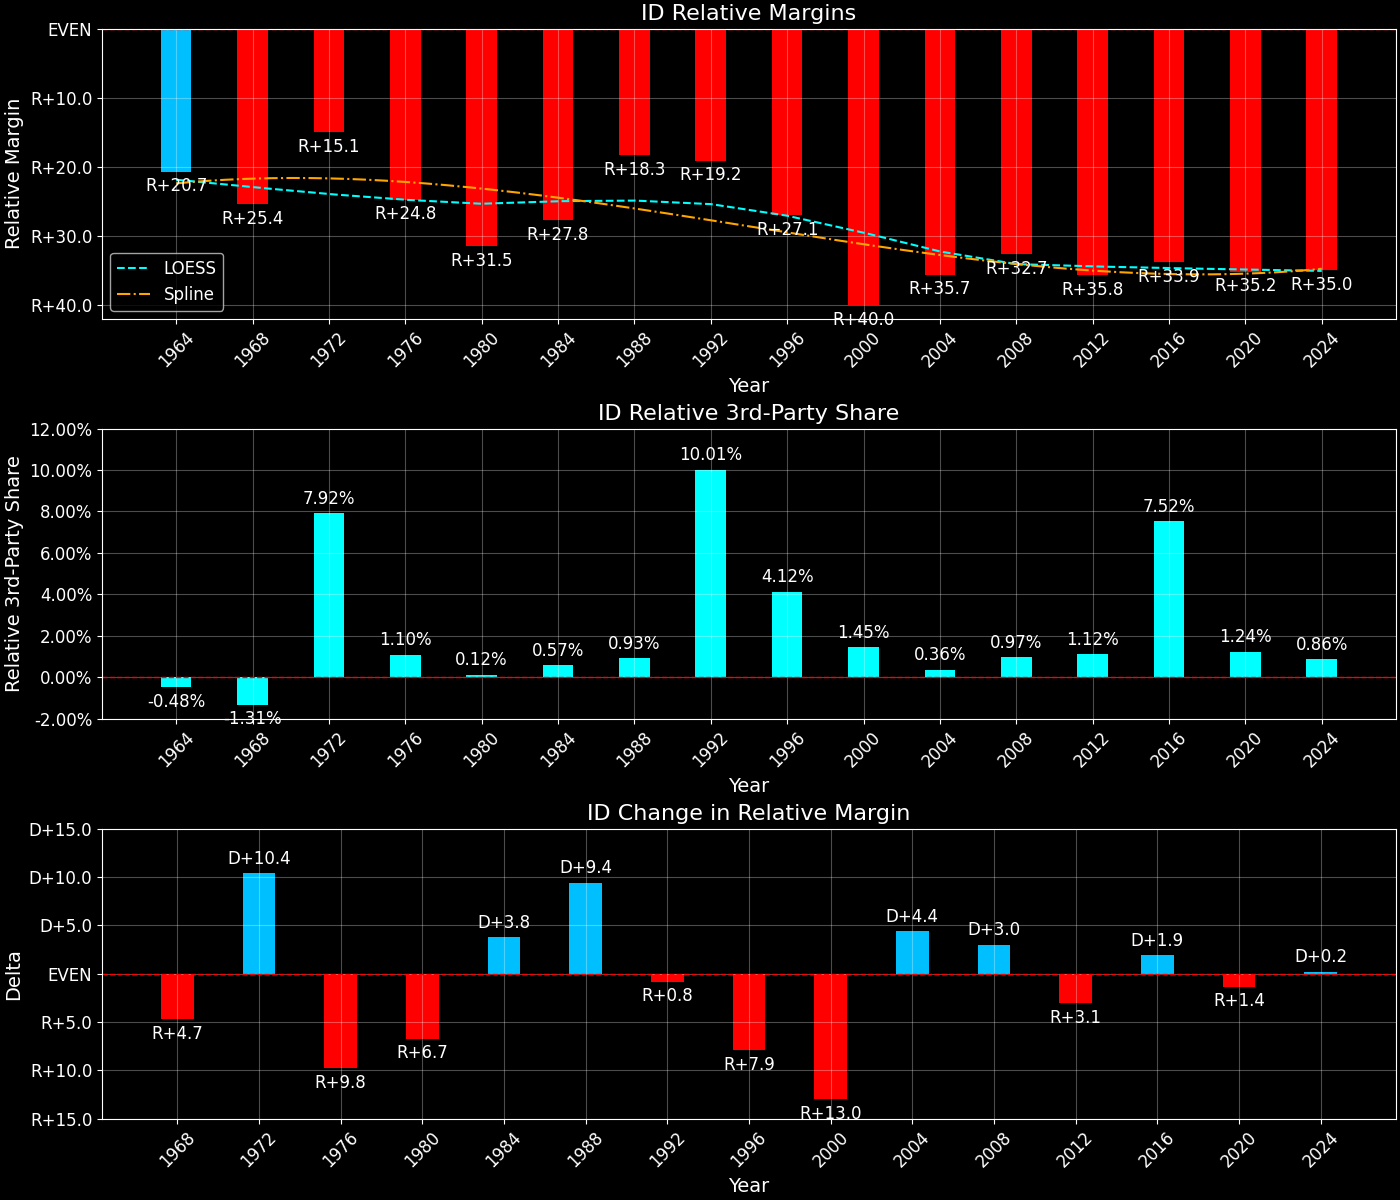 ID Relative Margins
Relative Margin
EVEN
R+10.0
R+20.0
R+30.0
R+40.0
R+20.7
R+25.4
R+15.1
R+24.8
R+31.5
R+27.8
R+18.3
R+19.2
R+27.1
R+40.0
R+35.7
R+32.7
R+35.8
R+33.9
R+35.2
R+35.0
LOESS
Spline
1964
1968
1972
1976
1980
1984
1988
1992
1996
2000
2004
2008
2012
2016
2020
2024
Year
ID Relative 3rd-Party Share
Relative 3rd-Party Share
12.00%
10.00%
8.00%
6.00%
4.00%
2.00%
0.00%
-2.00%
-0.48%
-1.31%
7.92%
1.10%
0.12%
0.57%
0.93%
10.01%
4.12%
1.45%
0.36%
0.97%
1.12%
7.52%
1.24%
0.86%
1964
1968
1972
1976
1980
1984
1988
1992
1996
2000
2004
2008
2012
2016
2020
2024
Year
ID Change in Relative Margin
Delta
D+15.0
D+10.0
D+5.0
EVEN
R+5.0
R+10.0
R+15.0
R+4.7
D+10.4
R+9.8
R+6.7
D+3.8
D+9.4
R+0.8
R+7.9
R+13.0
D+4.4
D+3.0
R+3.1
D+1.9
R+1.4
D+0.2
1968
1972
1976
1980
1984
1988
1992
1996
2000
2004
2008
2012
2016
2020
2024
Year